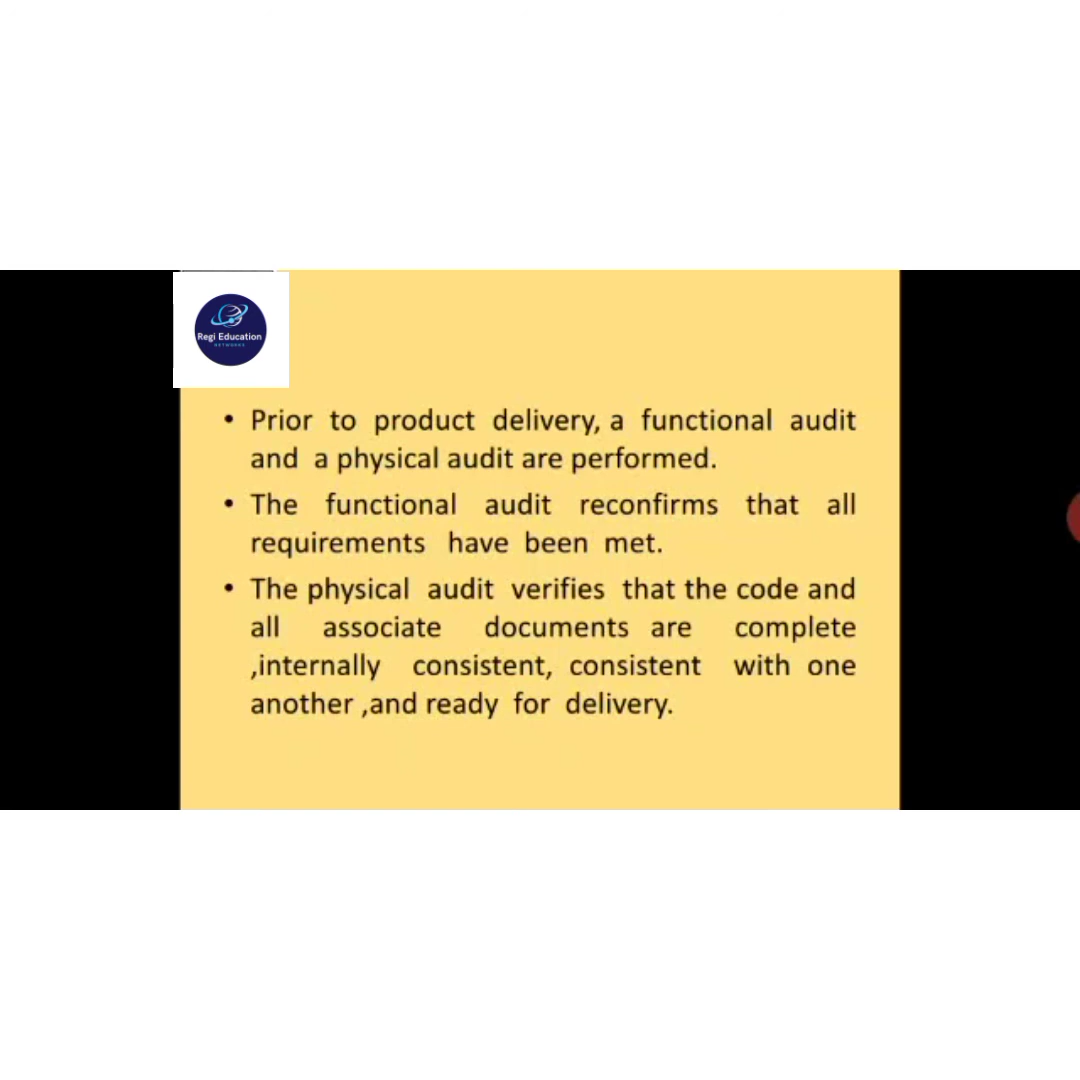 Regi Education
NETWORKS
• Prior to product delivery, a functional audit
and a physical audit are performed.
• The functional audit reconfirms that all
requirements have been met.
• The physical audit verifies that the code and
all associate documents are complete
,internally consistent, consistent with one
another ,and ready for delivery.